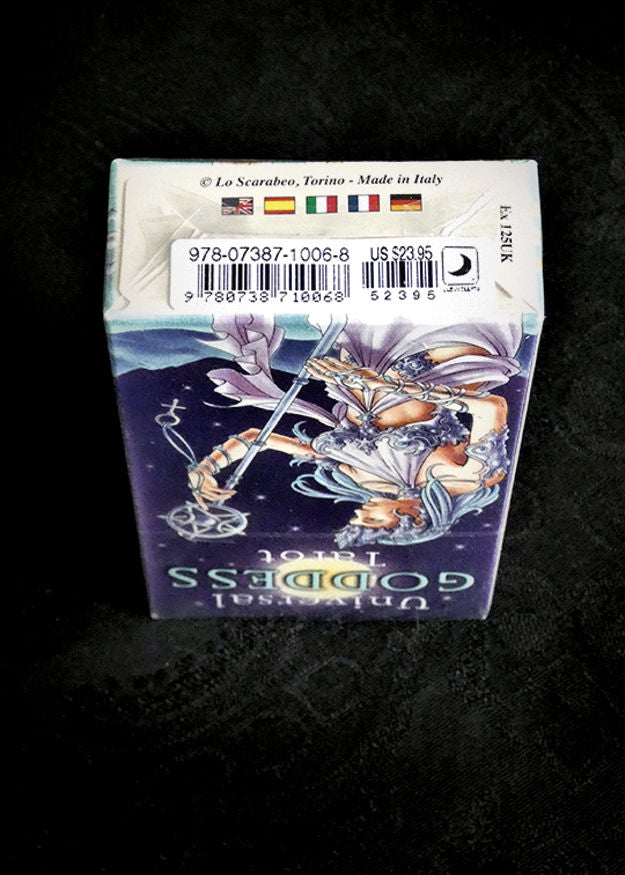 © Lo Scarabeo, Torino - Made in Italy
Ex 125UK
978-07387-1006-8
US $23.95
9 780738 710068
52395
Universal
GODDESS
Tarot